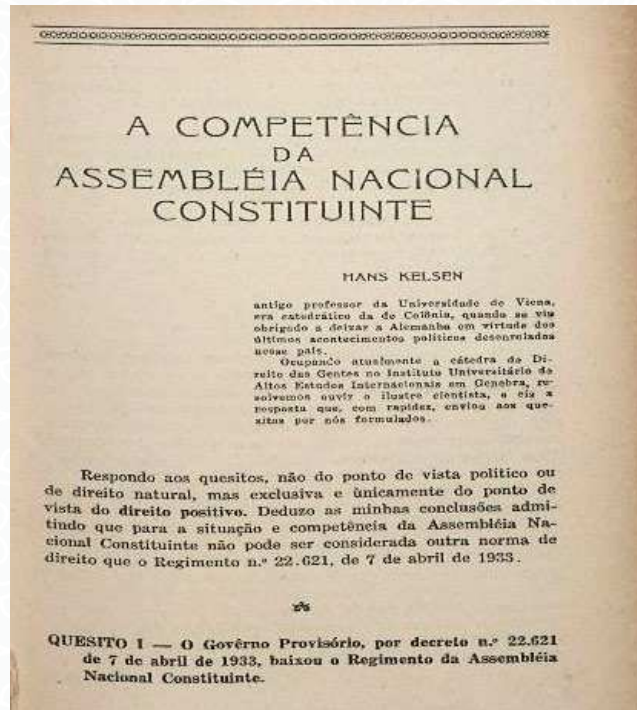 A COMPETÊNCIA
DA
ASSEMBLÉIA NACIONAL
CONSTITUINTE
HANS KELSEN
antigo professor da Universidade de Viena,
era catedrático da de Colônia, quando se viu
obrigado a deixar a Alemanha em virtude dos
últimos acontecimentos políticos desenrolados
nesse país.
Ocupando atualmente a cátedra de Di-
reito das Gentes no Instituto Universitário de
Altos Estudos Internacionais em Genebra, re-
solvemos ouvir o ilustre cientista, e eis a
resposta que, com rapidez, enviou aos que-
sitos por nós formulados.
Respondo aos quesitos, não do ponto de vista político ou
de direito natural, mas exclusiva e ùnicamente do ponto de
vista do direito positivo. Deduzo as minhas conclusões admi-
tindo que para a situação e competência da Assembléia Na-
cional Constituinte não pode ser considerada outra norma de
direito que o Regimento n.º 22.621, de 7 de abril de 1933.
QUESITO I — O Govêrno Provisório, por decreto n.º 22.621
de 7 de abril de 1933, baixou o Regimento da Assembléia
Nacional Constituinte.